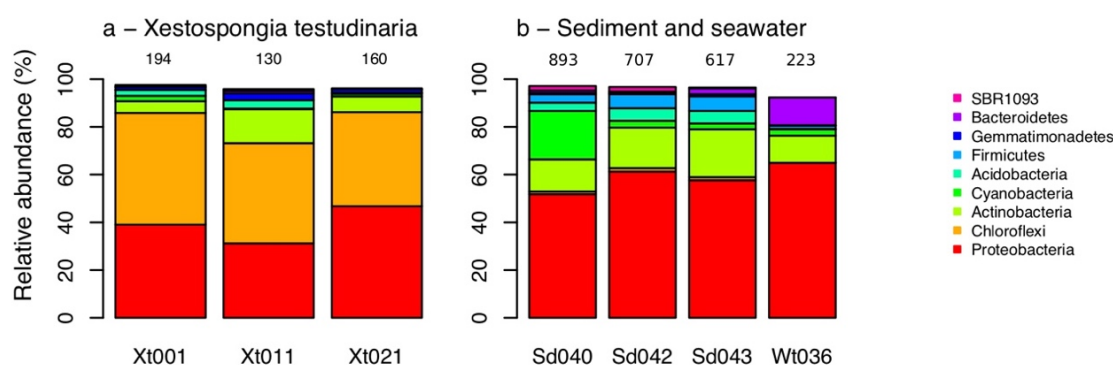 a – Xestospongia testudinaria
194 130 160
Relative abundance (%)
100
80
60
40
20
0
Xt001 Xt011 Xt021
b – Sediment and seawater
893 707 617 223
100
80
60
40
20
0
Sd040 Sd042 Sd043 Wt036
SBR1093
Bacteroidetes
Gemmatimonadetes
Firmicutes
Acidobacteria
Cyanobacteria
Actinobacteria
Chloroflexi
Proteobacteria